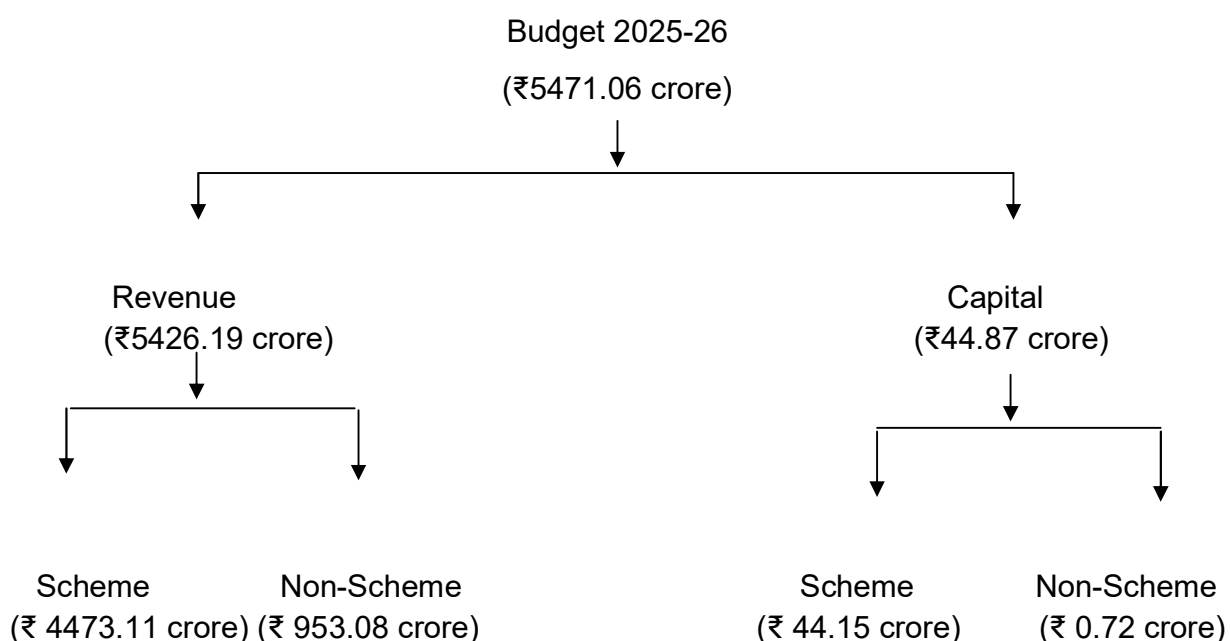 Budget 2025-26
(₹5471.06 crore)
Revenue
(₹5426.19 crore)
Capital
(₹44.87 crore)
Scheme
(₹ 4473.11 crore)
Non-Scheme
(₹ 953.08 crore)
Scheme
(₹ 44.15 crore)
Non-Scheme
(₹ 0.72 crore)